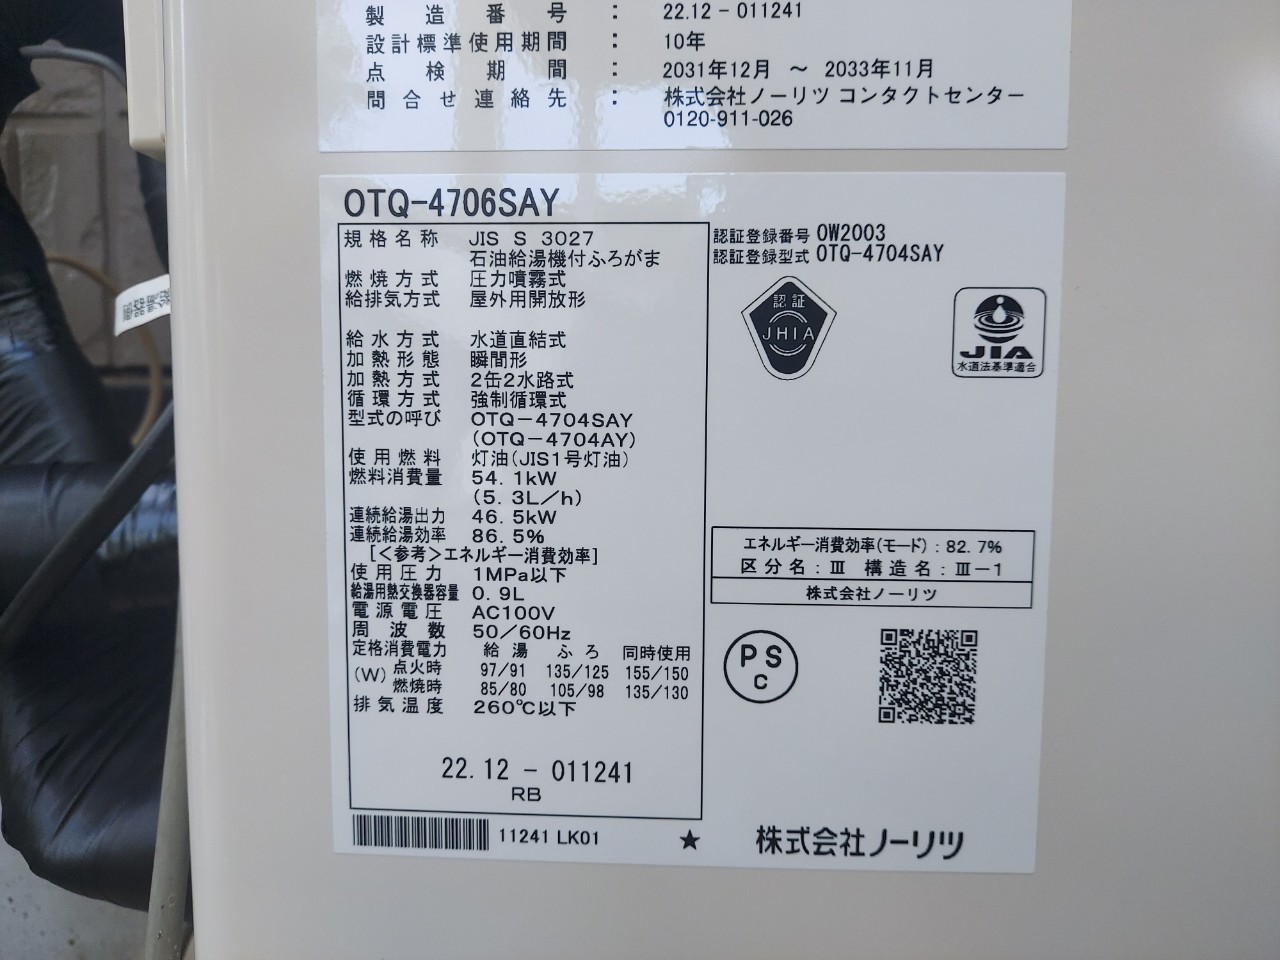 製造番号 : 22.12 - 011241
設計標準使用期間 : 10年
点検期間 : 2031年12月 ～ 2033年11月
問合せ連絡先 : 株式会社ノーリツ コンタクトセンター
0120-911-026
OTQ-4706SAY
規格名称 JIS S 3027
石油給湯機付ふろがま
燃焼方式 圧力噴霧式
給排気方式 屋外用開放形
給水方式 水道直結式
加熱形態 瞬間形
加熱方式 2缶2水路式
循環方式 強制循環式
型式の呼び OTQ-4704SAY
(OTQ-4704AY)
使用燃料 灯油(JIS1号灯油)
燃料消費量 54.1kW
(5.3L/h)
連続給湯出力 46.5kW
連続給湯効率 86.5%
[<参考>エネルギー消費効率]
使用圧力 1MPa以下
給湯用熱交換器容量 0.9L
電源電圧 AC100V
周波数 50/60Hz
定格消費電力 給湯 ふろ 同時使用
(W) 点火時 97/91 135/125 155/150
燃焼時 85/80 105/98 135/130
排気温度 260℃以下
22.12 - 011241
RB
11241 LK01 ★
認証登録番号 OW2003
認証登録型式 OTQ-4704SAY
認証
JHIA
JIA
水道法基準適合
エネルギー消費効率(モード) : 82.7%
区分名 : Ⅲ 構造名 : Ⅲ-1
株式会社ノーリツ
PS
C
株式会社ノーリツ